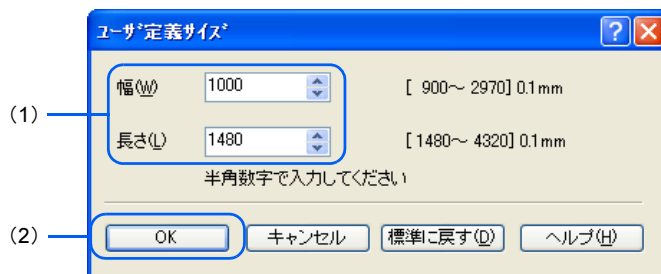 ユーザ定義サイズ
(1)
幅(W) 1000 [ 900～ 2970] 0.1mm
長さ(L) 1480 [1480～ 4320] 0.1mm
半角数字で入力してください
(2)
OK キャンセル 標準に戻す(D) ヘルプ(H)